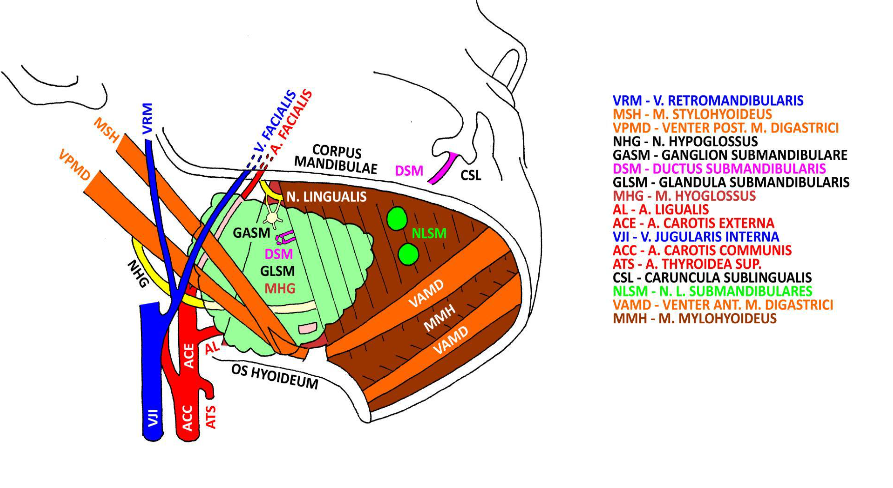 VRM
MSH
VPMD
V. FACIALIS
A. FACIALIS
CORPUS
MANDIBULAE
DSM
CSL
N. LINGUALIS
GASM
NLSM
DSM
GLSM
MHG
NHG
VAMD
MMH
VAMD
ACE
AL
OS HYOIDEUM
VJI
ACC
ATS
VRM - V. RETROMANDIBULARIS
MSH - M. STYLOHYOIDEUS
VPMD - VENTER POST. M. DIGASTRICI
NHG - N. HYPOGLOSSUS
GASM - GANGLION SUBMANDIBULARE
DSM - DUCTUS SUBMANDIBULARIS
GLSM - GLANDULA SUBMANDIBULARIS
MHG - M. HYOGLOSSUS
AL - A. LIGUALIS
ACE - A. CAROTIS EXTERNA
VJI - V. JUGULARIS INTERNA
ACC - A. CAROTIS COMMUNIS
ATS - A. THYROIDEA SUP.
CSL - CARUNCULA SUBLINGUALIS
NLSM - N. L. SUBMANDIBULARES
VAMD - VENTER ANT. M. DIGASTRICI
MMH - M. MYLOHYOIDEUS